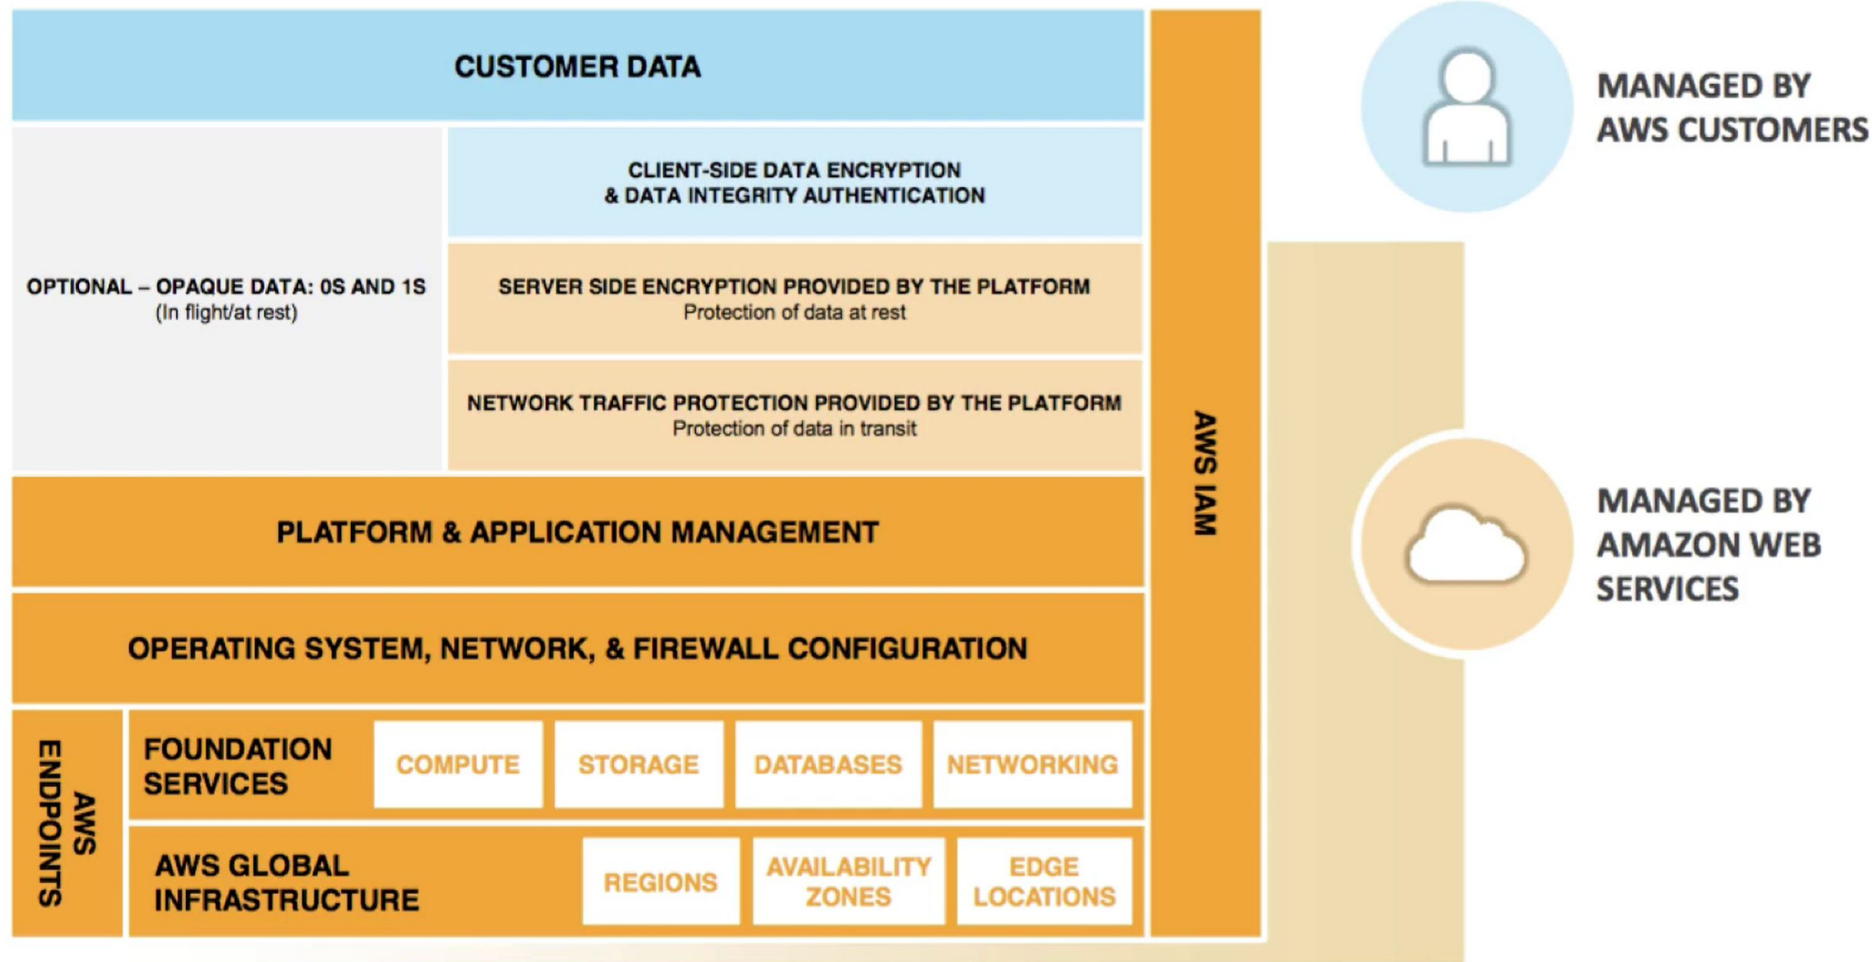 CUSTOMER DATA
CLIENT-SIDE DATA ENCRYPTION
& DATA INTEGRITY AUTHENTICATION
OPTIONAL – OPAQUE DATA: 0S AND 1S
(In flight/at rest)
SERVER SIDE ENCRYPTION PROVIDED BY THE PLATFORM
Protection of data at rest
NETWORK TRAFFIC PROTECTION PROVIDED BY THE PLATFORM
Protection of data in transit
PLATFORM & APPLICATION MANAGEMENT
OPERATING SYSTEM, NETWORK, & FIREWALL CONFIGURATION
AWS
ENDPOINTS
FOUNDATION
SERVICES
COMPUTE
STORAGE
DATABASES
NETWORKING
AWS GLOBAL
INFRASTRUCTURE
REGIONS
AVAILABILITY
ZONES
EDGE
LOCATIONS
AWS IAM
MANAGED BY
AWS CUSTOMERS
MANAGED BY
AMAZON WEB
SERVICES